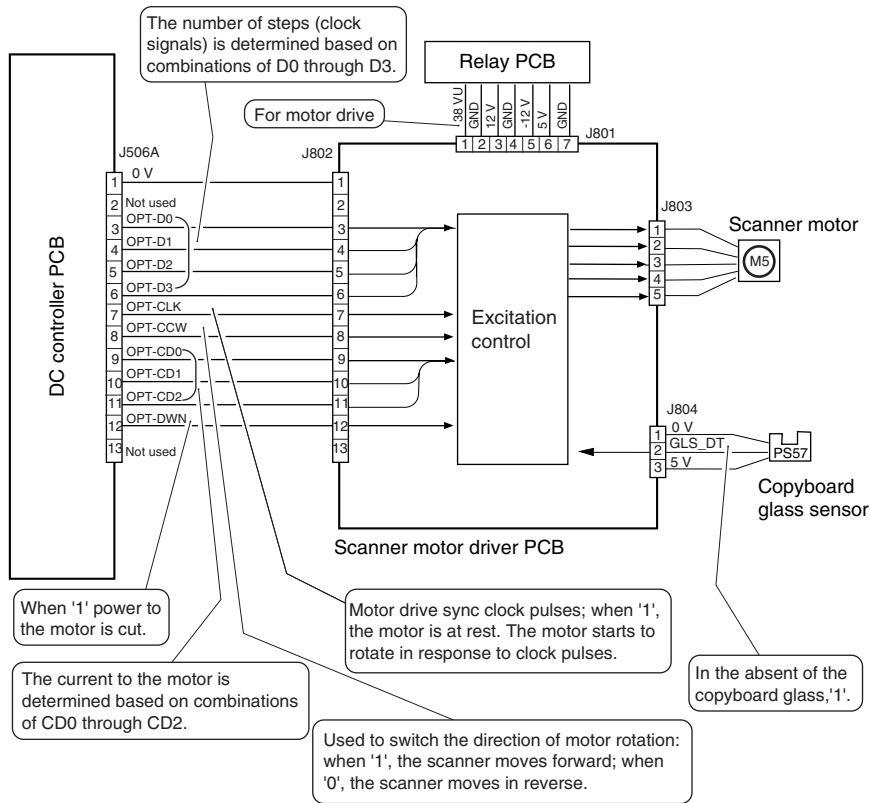 The number of steps (clock
signals) is determined based on
combinations of D0 through D3.
Relay PCB
For motor drive
38 VU
GND
12 V
GND
-12 V
5 V
GND
J801
1 2 3 4 5 6 7
J506A
J802
0 V
1
1
2
Not used
2
3
OPT-D0
3
4
OPT-D1
4
5
OPT-D2
5
6
OPT-D3
6
7
OPT-CLK
7
8
OPT-CCW
8
9
OPT-CD0
9
10
OPT-CD1
10
11
OPT-CD2
11
12
OPT-DWN
12
13
Not used
13
DC controller PCB
Excitation
control
J803
1
2
3
4
5
Scanner motor
M5
J804
1
0 V
2
GLS_DT
3
5 V
PS57
Copyboard
glass sensor
Scanner motor driver PCB
When '1' power to
the motor is cut.
Motor drive sync clock pulses; when '1',
the motor is at rest. The motor starts to
rotate in response to clock pulses.
In the absent of the
copyboard glass,'1'.
The current to the motor is
determined based on combinations
of CD0 through CD2.
Used to switch the direction of motor rotation:
when '1', the scanner moves forward; when
'0', the scanner moves in reverse.